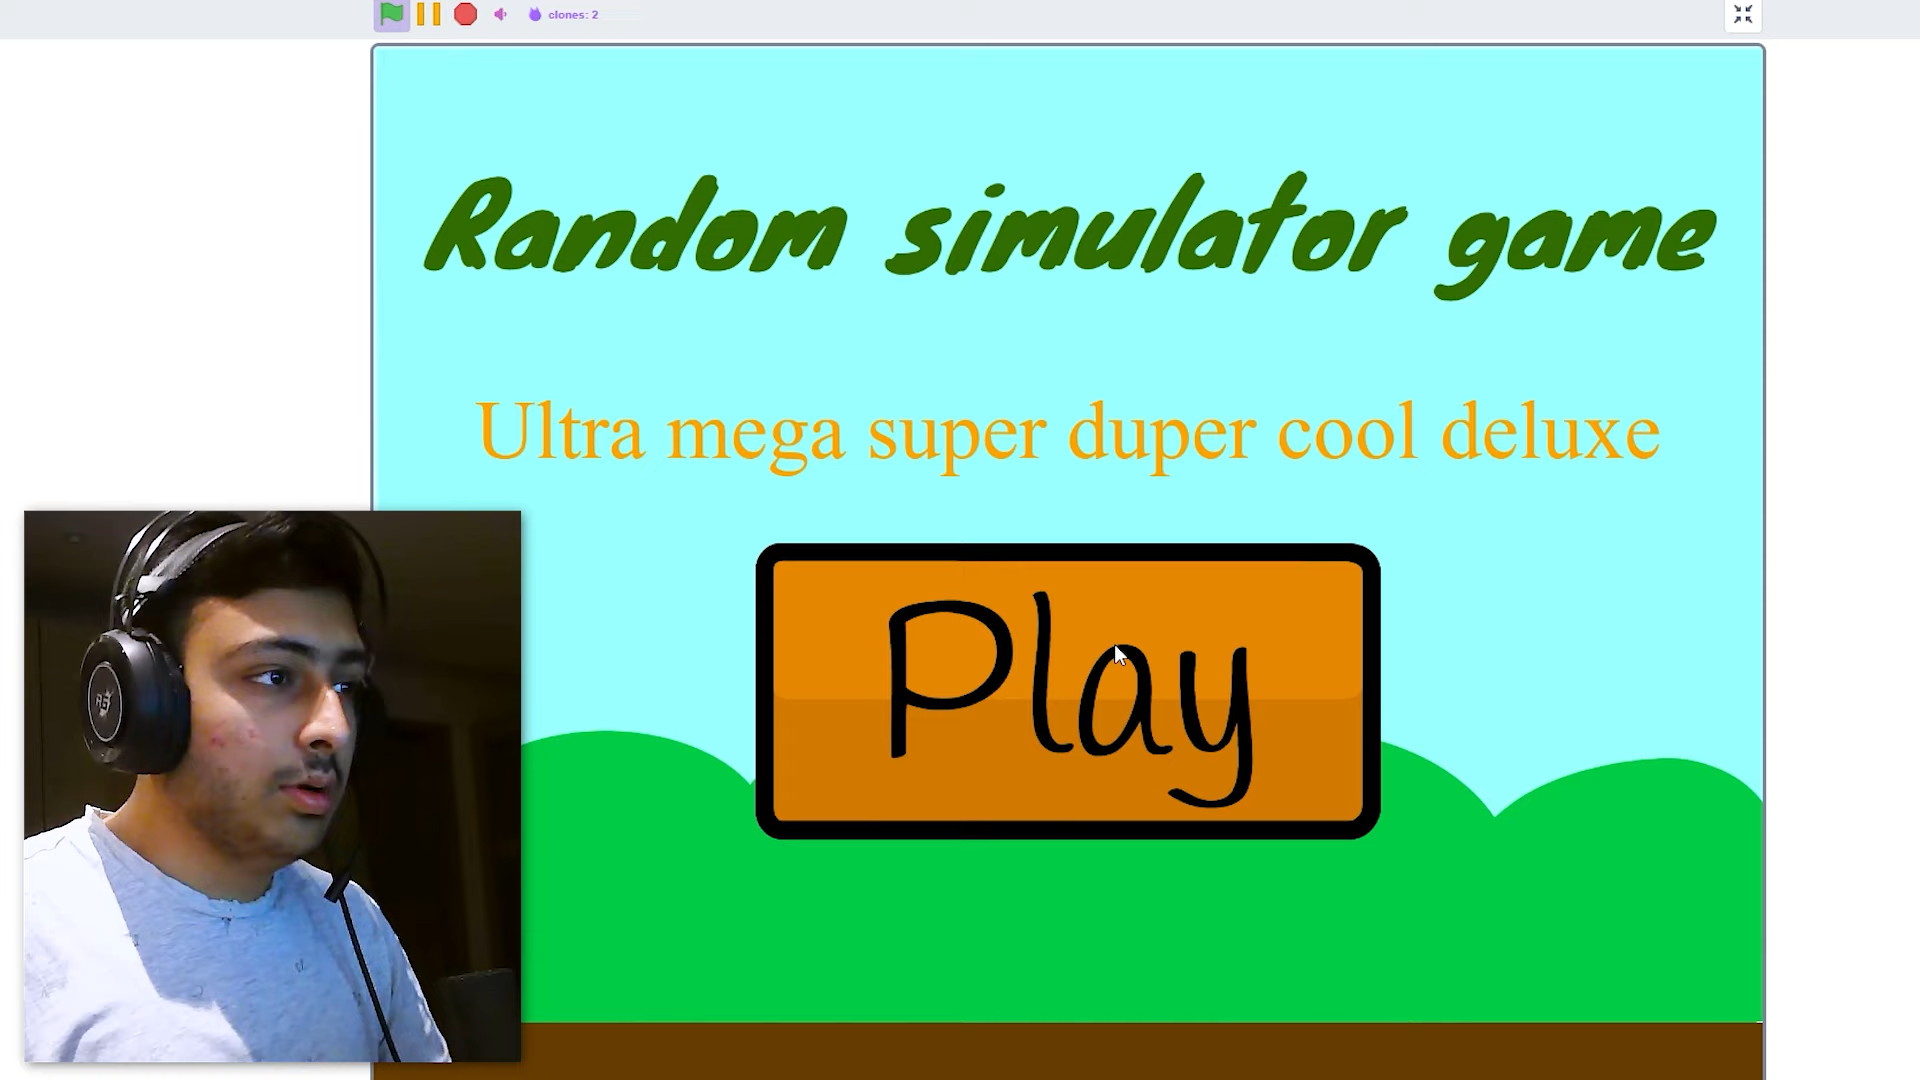 clones: 2
Random simulator game
Ultra mega super duper cool deluxe
Play